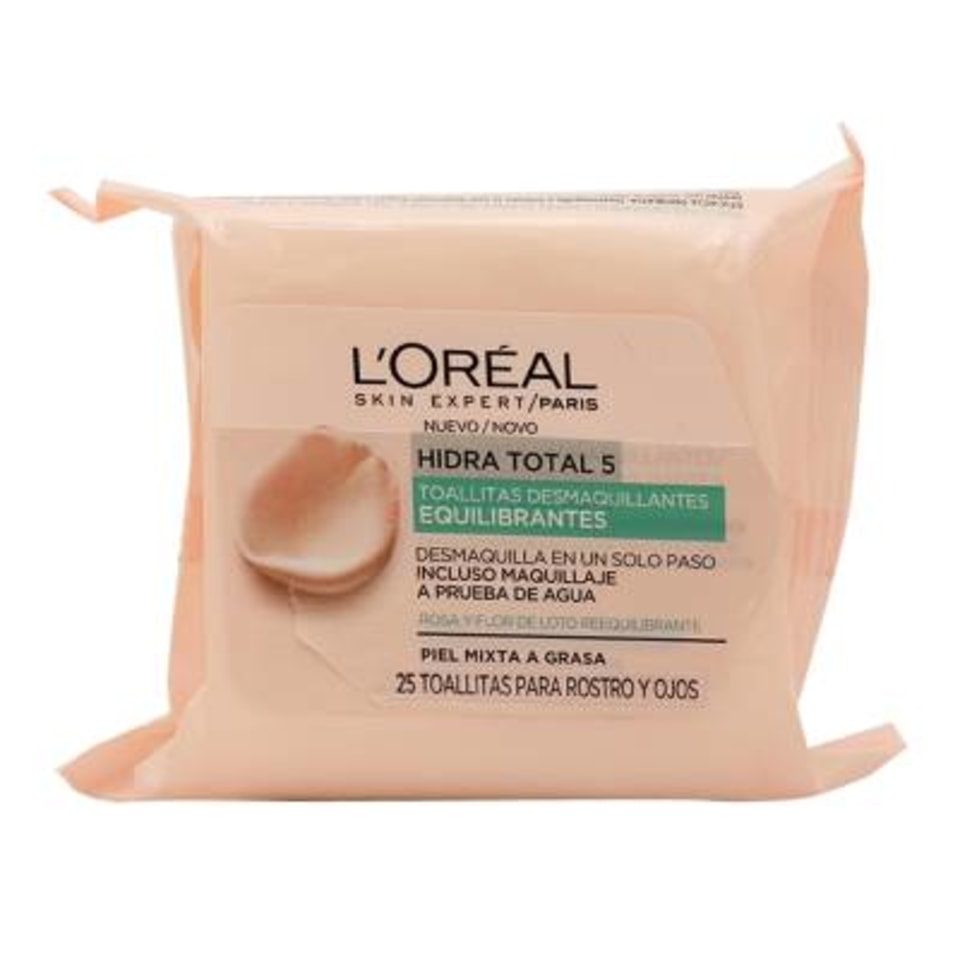 L'ORÉAL
SKIN EXPERT/PARIS
NUEVO / NOVO
HIDRA TOTAL 5
TOALLITAS DESMAQUILLANTES
EQUILIBRANTES
DESMAQUILLA EN UN SOLO PASO
INCLUSO MAQUILLAJE
A PRUEBA DE AGUA
ROSA Y FLOR DE LOTO REEQUILIBRANTE
PIEL MIXTA A GRASA
25 TOALLITAS PARA ROSTRO Y OJOS